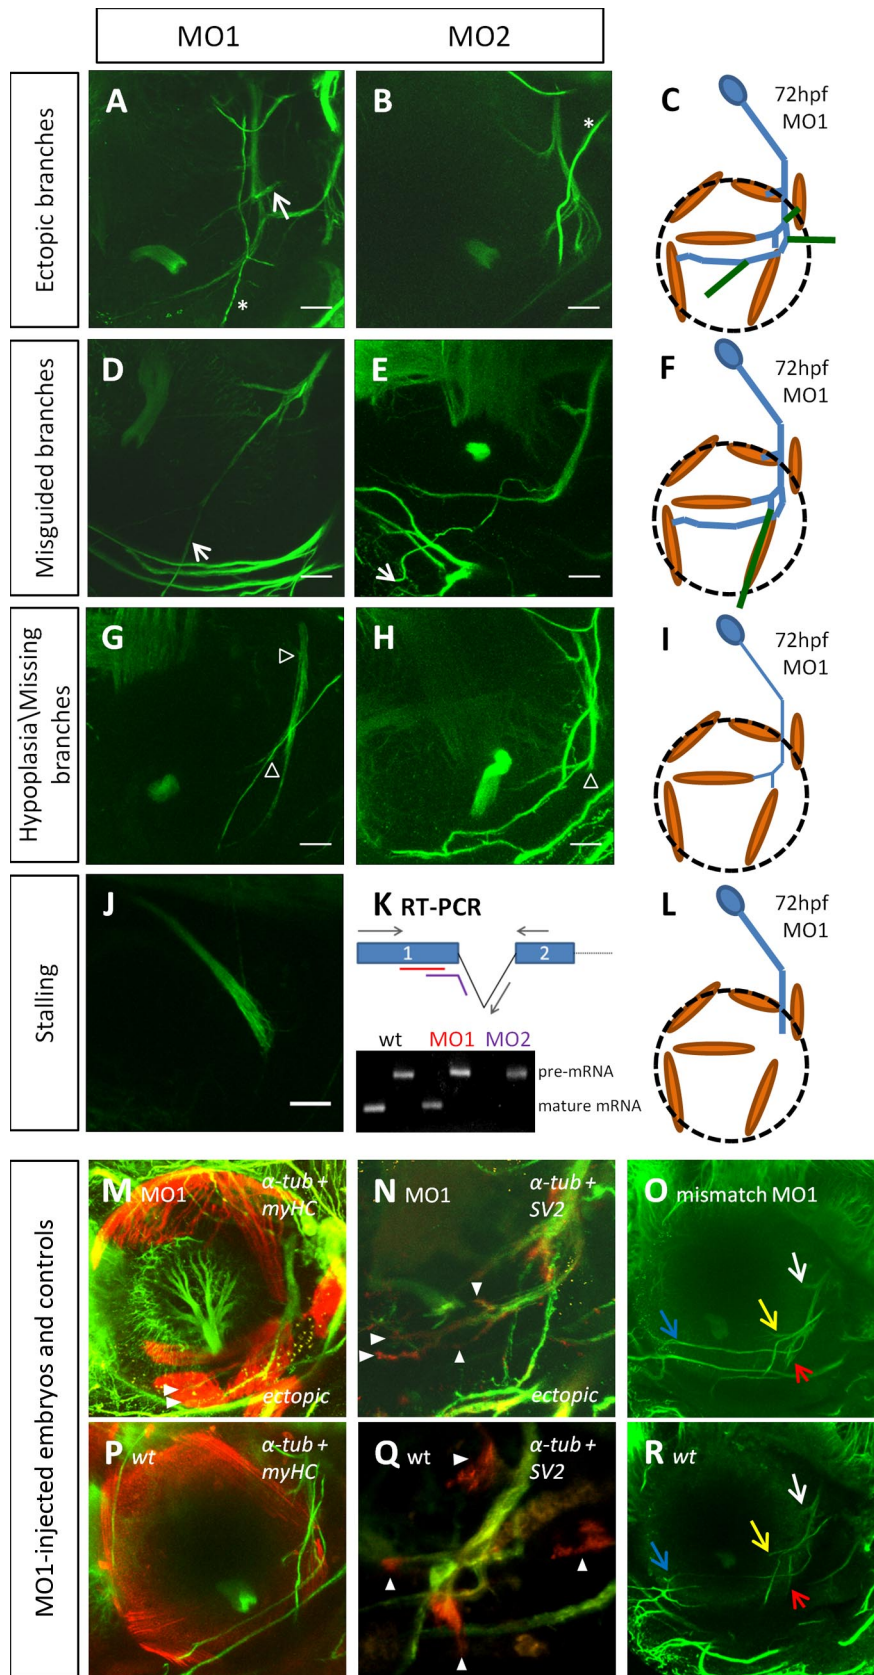 MO1
MO2
Ectopic branches
A
*
B
*
C
72hpf
MO1
Misguided branches
D
E
F
72hpf
MO1
Hypoplasia\Missing
branches
G
H
I
72hpf
MO1
Stalling
J
K RT-PCR
1
2
wt
MO1
MO2
pre-mRNA
mature mRNA
L
72hpf
MO1
MO1-injected embryos and controls
M MO1
α-tub +
myHC
ectopic
N MO1
α-tub +
SV2
ectopic
O mismatch MO1
P wt
α-tub +
myHC
Q wt
α-tub +
SV2
R wt